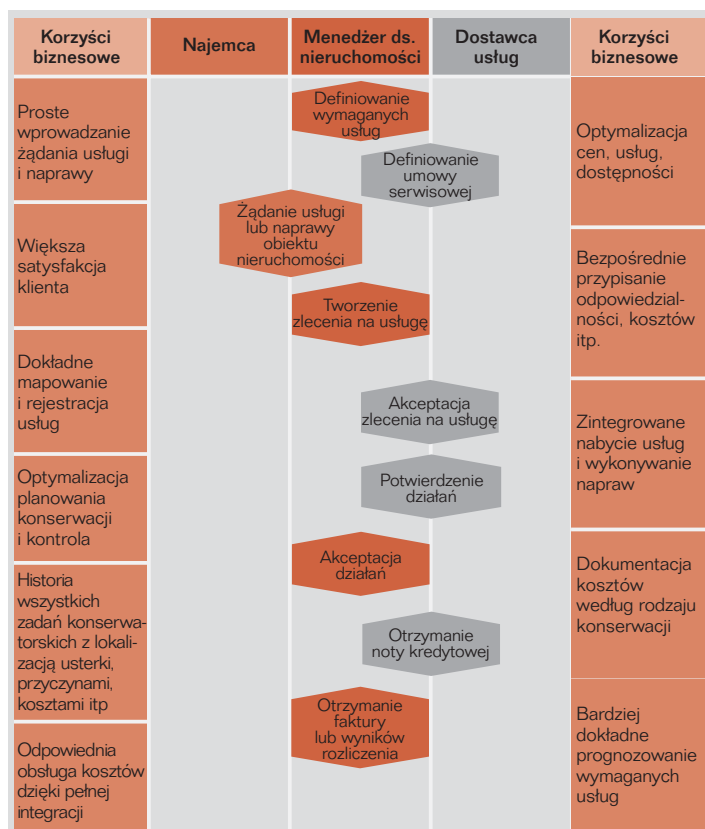 Korzyści
biznesowe
Najemca
Menedżer ds.
nieruchomości
Dostawca
usług
Korzyści
biznesowe
Proste
wprowadzanie
żądania usługi
i naprawy
Większa
satysfakcja
klienta
Dokładne
mapowanie
i rejestracja
usług
Optymalizacja
planowania
konserwacji
i kontrola
Historia
wszystkich
zadań konserwa-
torskich z lokali-
zacją usterki,
przyczynami,
kosztami itp
Odpowiednia
obsługa kosztów
dzięki pełnej
integracji
Definiowanie
wymaganych
usług
Definiowanie
umowy
serwisowej
Żądanie usługi
lub naprawy
obiektu
nieruchomości
Tworzenie
zlecenia na usługę
Akceptacja
zlecenia na usługę
Potwierdzenie
działań
Akceptacja
działań
Otrzymanie
noty kredytowej
Otrzymanie
faktury
lub wyników
rozliczenia
Optymalizacja
cen, usług,
dostępności
Bezpośrednie
przypisanie
odpowiedzial-
ności, kosztów
itp.
Zintegrowane
nabycie usług
i wykonywanie
napraw
Dokumentacja
kosztów
według rodzaju
konserwacji
Bardziej
dokładne
prognozowanie
wymaganych
usług